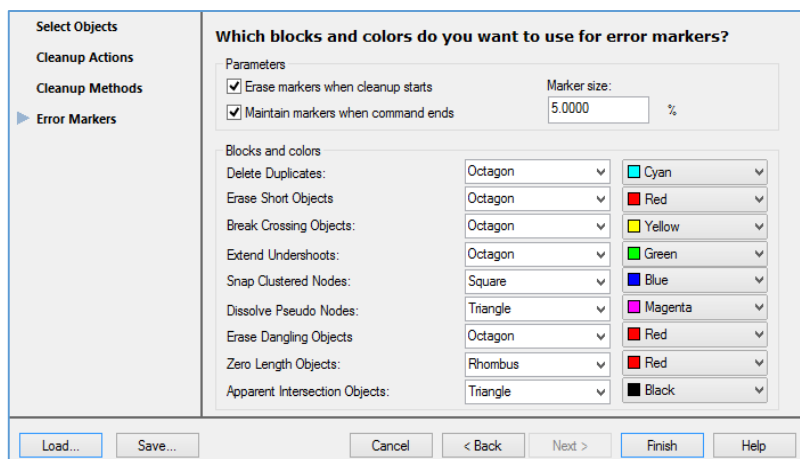 Select Objects
Cleanup Actions
Cleanup Methods
Error Markers
Which blocks and colors do you want to use for error markers?
Parameters
Erase markers when cleanup starts
Marker size:
Maintain markers when command ends
5.0000 %
Blocks and colors
Delete Duplicates: Octagon Cyan
Erase Short Objects Octagon Red
Break Crossing Objects: Octagon Yellow
Extend Undershoots: Octagon Green
Snap Clustered Nodes: Square Blue
Dissolve Pseudo Nodes: Triangle Magenta
Erase Dangling Objects Octagon Red
Zero Length Objects: Rhombus Red
Apparent Intersection Objects: Triangle Black
Load... Save... Cancel < Back Next > Finish Help